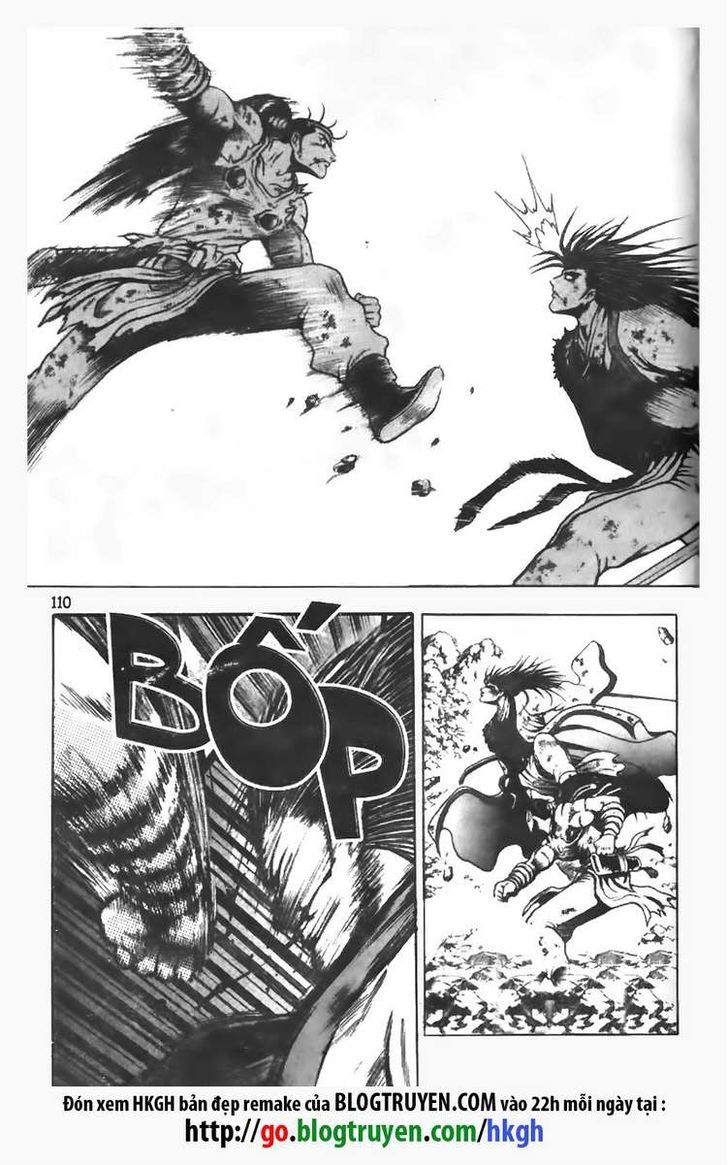 110
BỐP
Đón xem HKGH bản đẹp remake của BLOGTRUYEN.COM vào 22h mỗi ngày tại :
http://go.blogtruyen.com/hkgh